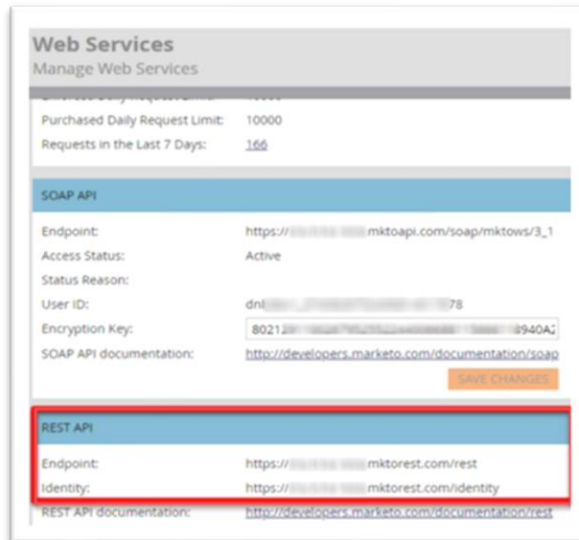 Web Services
Manage Web Services
Purchased Daily Request Limit: 10000
Requests in the Last 7 Days: 166
SOAP API
Endpoint: https:// mktoapi.com/soap/mktows/3_1
Access Status: Active
Status Reason:
User ID: dnl 78
Encryption Key: 8021 8940A2
SOAP API documentation: http://developers.marketo.com/documentation/soap
SAVE CHANGES
REST API
Endpoint: https:// mktorest.com/rest
Identity: https:// mktorest.com/identity
REST API documentation: http://developers.marketo.com/documentation/rest